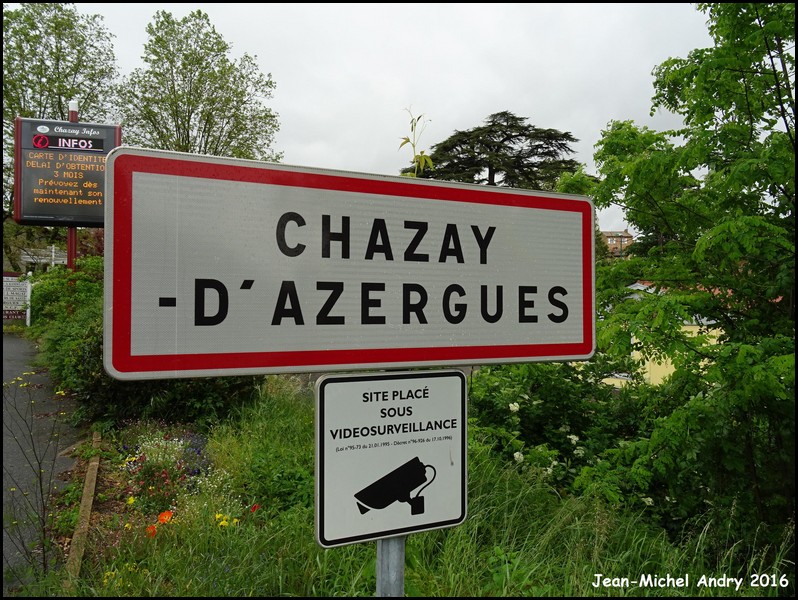 Chazay Infos
INFOS
CARTE D'IDENTITE
DELAI D'OBTENTIO
3 MOIS
Prévoyez dès
maintenant son
renouvellement
CHAZAY
-D'AZERGUES
SITE PLACÉ
SOUS
VIDEOSURVEILLANCE
(Loi n°95-73 du 21.01.1995 - Décret n°96-926 du 17.10.1996)
Jean-Michel Andry 2016